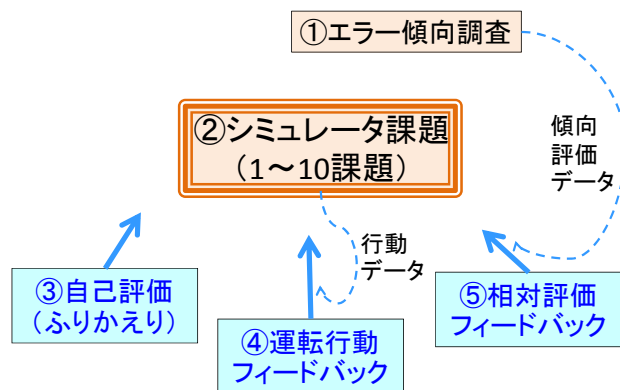 ①エラー傾向調査
②シミュレータ課題
（1～10課題）
傾向
評価
データ
行動
データ
③自己評価
（ふりかえり）
④運転行動
フィードバック
⑤相対評価
フィードバック